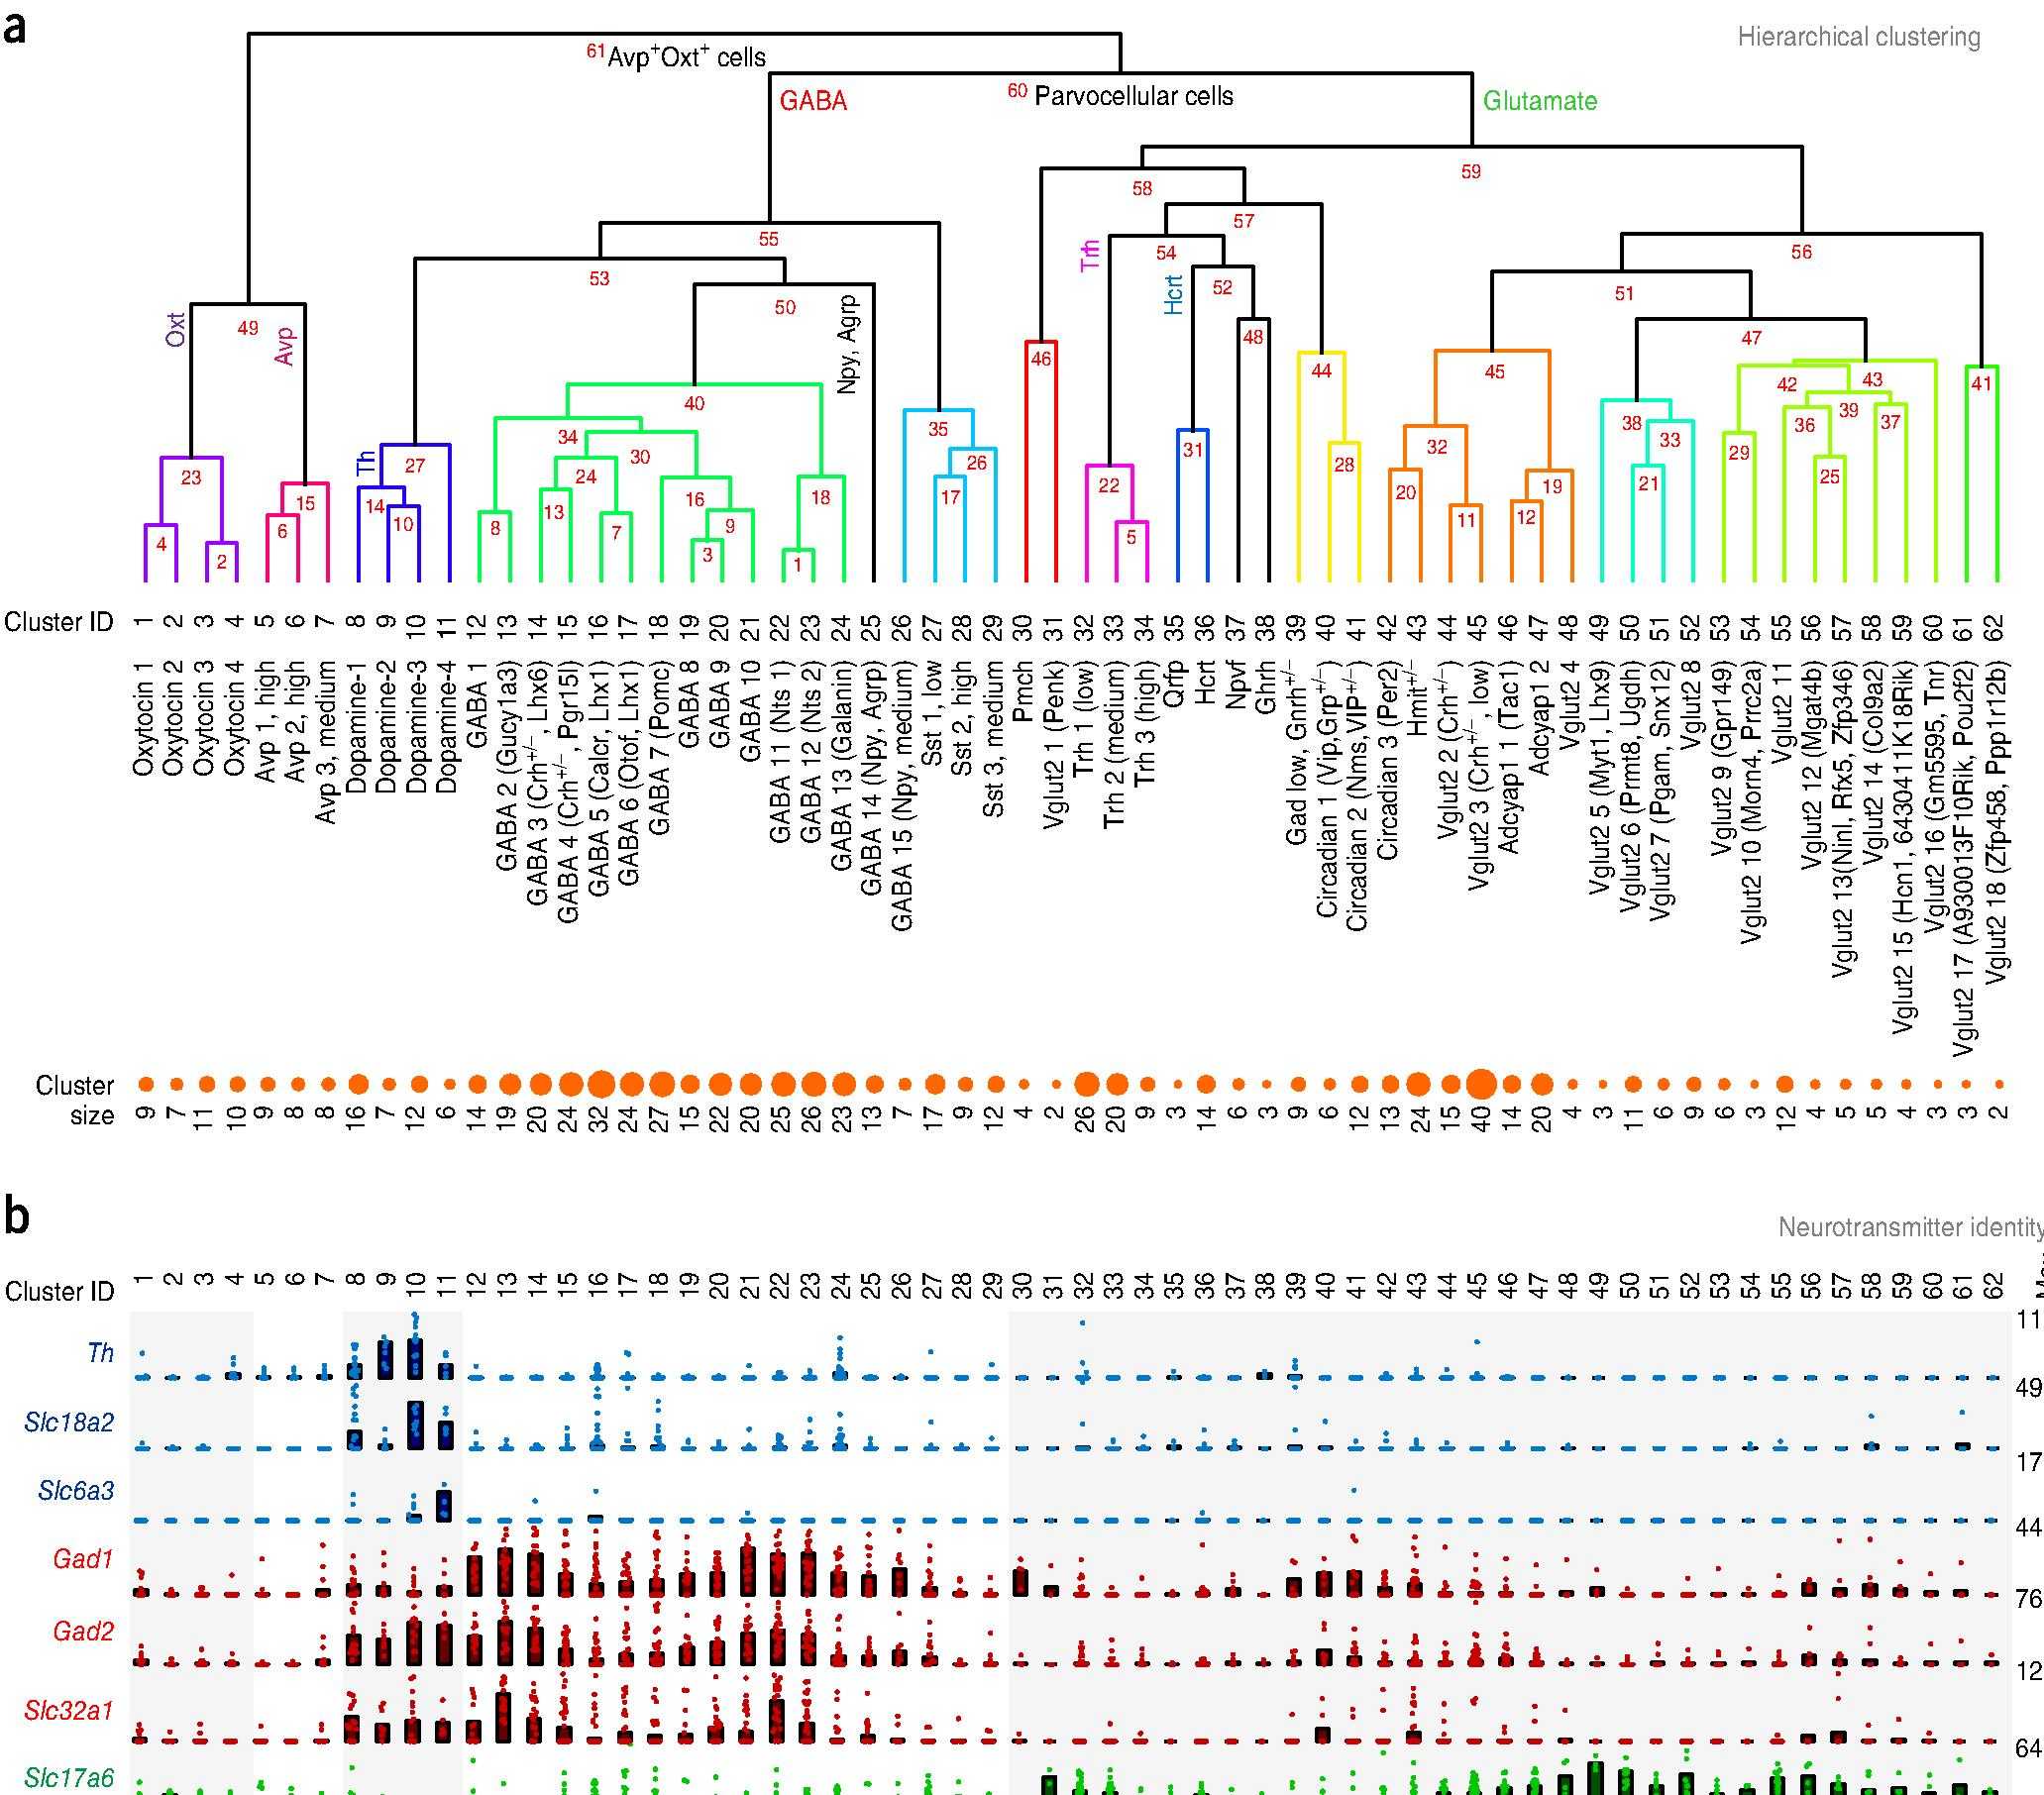 a
Hierarchical clustering
61 Avp+Oxt+ cells
GABA
60 Parvocellular cells
Glutamate
59
58
57
56
55
54
53
52
51
50
49
48
47
46
45
44
43
42
41
40
39
38
37
36
35
34
33
32
31
30
29
28
27
26
25
24
23
22
21
20
19
18
17
16
15
14
13
12
11
10
9
8
7
6
5
4
3
2
1
Oxt
Avp
Th
Npy, Agrp
Trh
Hcrt
Cluster ID 1 2 3 4 5 6 7 8 9 10 11 12 13 14 15 16 17 18 19 20 21 22 23 24 25 26 27 28 29 30 31 32 33 34 35 36 37 38 39 40 41 42 43 44 45 46 47 48 49 50 51 52 53 54 55 56 57 58 59 60 61 62
Oxytocin 1
Oxytocin 2
Oxytocin 3
Oxytocin 4
Avp 1, high
Avp 2, high
Avp 3, medium
Dopamine-1
Dopamine-2
Dopamine-3
Dopamine-4
GABA 1
GABA 2 (Gucy1a3)
GABA 3 (Crh+/−, Lhx6)
GABA 4 (Crh+/−, Pgr15l)
GABA 5 (Calcr, Lhx1)
GABA 6 (Otof, Lhx1)
GABA 7 (Pomc)
GABA 8
GABA 9
GABA 10
GABA 11 (Nts 1)
GABA 12 (Nts 2)
GABA 13 (Galanin)
GABA 14 (Npy, Agrp)
GABA 15 (Npy, medium)
Sst 1, low
Sst 2, high
Sst 3, medium
Pmch
Vglut2 1 (Penk)
Trh 1 (low)
Trh 2 (medium)
Trh 3 (high)
Qrfp
Hcrt
Npvf
Ghrh
Gad low, Gnrh+/−
Circadian 1 (Vip,Grp+/−)
Circadian 2 (Nms,VIP+/−)
Circadian 3 (Per2)
Hmit+/−
Vglut2 2 (Crh+/−)
Vglut2 3 (Crh+/−, low)
Adcyap1 1 (Tac1)
Adcyap1 2
Vglut2 4
Vglut2 5 (Myt1, Lhx9)
Vglut2 6 (Prmt8, Ugdh)
Vglut2 7 (Pgam, Snx12)
Vglut2 8
Vglut2 9 (Gpr149)
Vglut2 10 (Morn4, Prrc2a)
Vglut2 11
Vglut2 12 (Mgat4b)
Vglut2 13(Ninl, Rfx5, Zfp346)
Vglut2 14 (Col9a2)
Vglut2 15 (Hcn1, 6430411K18Rik)
Vglut2 16 (Gm5595, Tnr)
Vglut2 17 (A930013F10Rik, Pou2f2)
Vglut2 18 (Zfp458, Ppp1r12b)
Cluster
size 9 7 11 10 9 8 8 16 7 12 6 14 19 20 24 32 24 27 15 22 20 25 26 23 13 7 17 9 12 4 2 26 20 9 3 14 6 3 9 6 12 13 24 15 40 14 20 4 3 11 6 9 6 3 12 4 5 5 4 3 3 2
b
Neurotransmitter identity
Cluster ID 1 2 3 4 5 6 7 8 9 10 11 12 13 14 15 16 17 18 19 20 21 22 23 24 25 26 27 28 29 30 31 32 33 34 35 36 37 38 39 40 41 42 43 44 45 46 47 48 49 50 51 52 53 54 55 56 57 58 59 60 61 62
Th 11
Slc18a2 49
Slc6a3 17
Gad1 44
Gad2 76
Slc32a1 12
Slc17a6 64